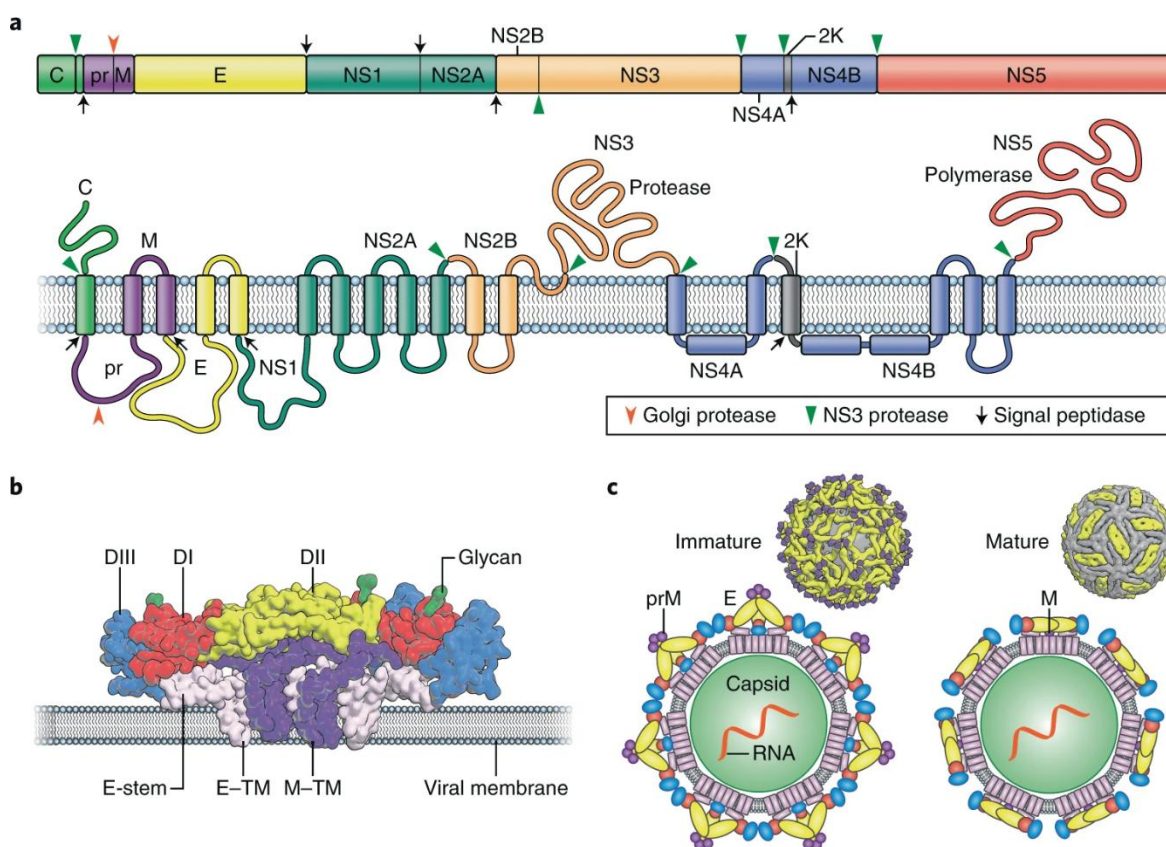 a
NS2B
2K
C
pr
M
E
NS1
NS2A
NS3
NS4B
NS5
NS4A
NS3
NS5
Polymerase
Protease
C
M
NS2A
NS2B
2K
pr
E
NS1
NS4A
NS4B
Golgi protease
NS3 protease
Signal peptidase
b
DIII
DI
DII
Glycan
E-stem
E–TM
M–TM
Viral membrane
c
Immature
Mature
prM
E
M
Capsid
RNA